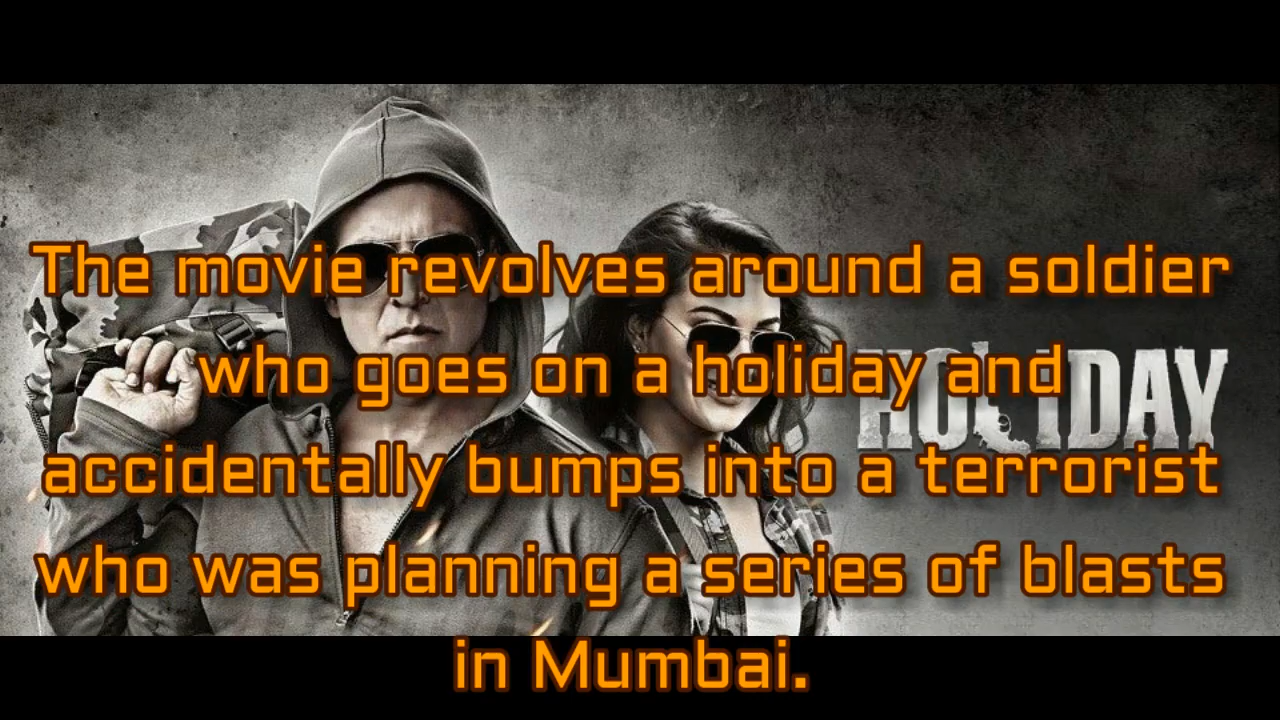 The movie revolves around a soldier
who goes on a holiday and
HOLIDAY
accidentally bumps into a terrorist
who was planning a series of blasts
in Mumbai.